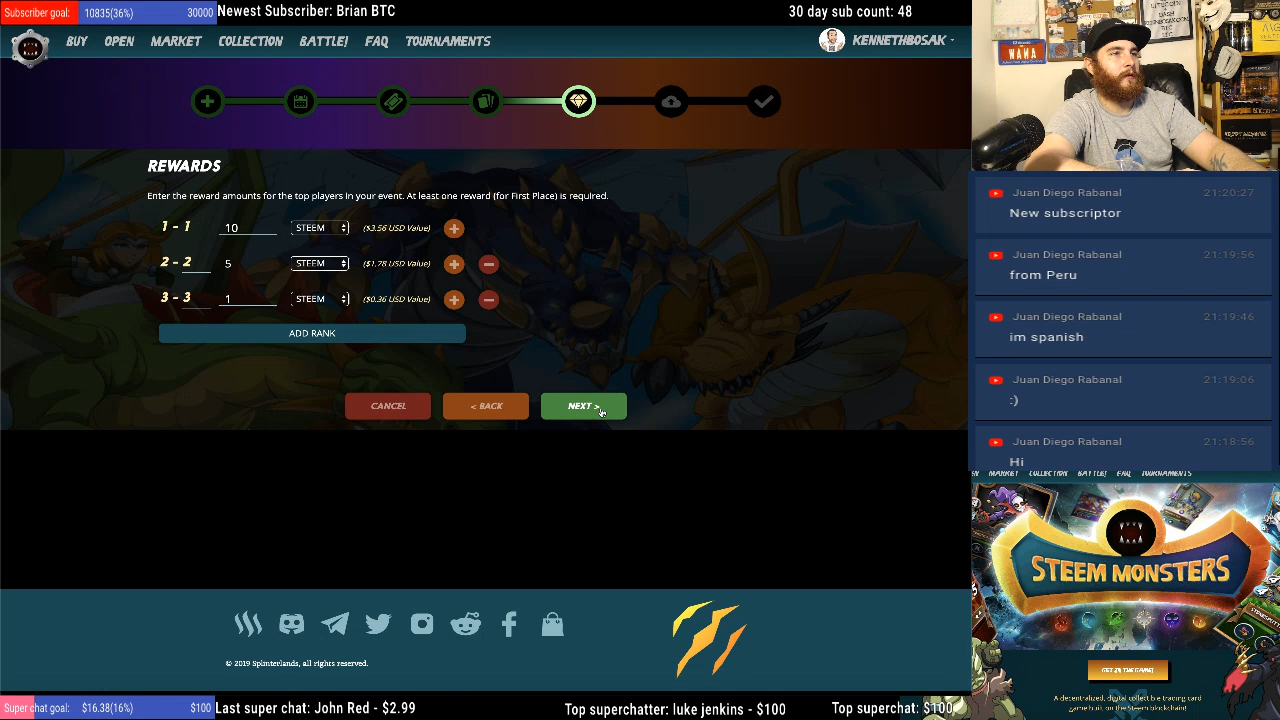 Subscriber goal: 10835(36%) 30000 Newest Subscriber: Brian BTC 30 day sub count: 48
BUY OPEN MARKET COLLECTION BATTLE! FAQ TOURNAMENTS KENNETHBOSAK
REWARDS
Enter the reward amounts for the top players in your event. At least one reward (for First Place) is required.
1 - 1 10 STEEM ($3.56 USD Value)
2 - 2 5 STEEM ($1.78 USD Value)
3 - 3 1 STEEM ($0.36 USD Value)
ADD RANK
CANCEL < BACK NEXT >
© 2019 Splinterlands, all rights reserved.
WANA
Juan Diego Rabanal 21:20:27
New subscriptor
Juan Diego Rabanal 21:19:56
from Peru
Juan Diego Rabanal 21:19:46
im spanish
Juan Diego Rabanal 21:19:06
:)
Juan Diego Rabanal 21:18:56
Hi
MARKET COLLECTION BATTLE! FAQ TOURNAMENTS
STEEM MONSTERS
GET IN THE GAME!
A decentralized, digital collectible trading card
game built on the Steem blockchain!
Super chat goal: $16.38(16%) $100 Last super chat: John Red - $2.99 Top superchatter: luke jenkins - $100 Top superchat: $100